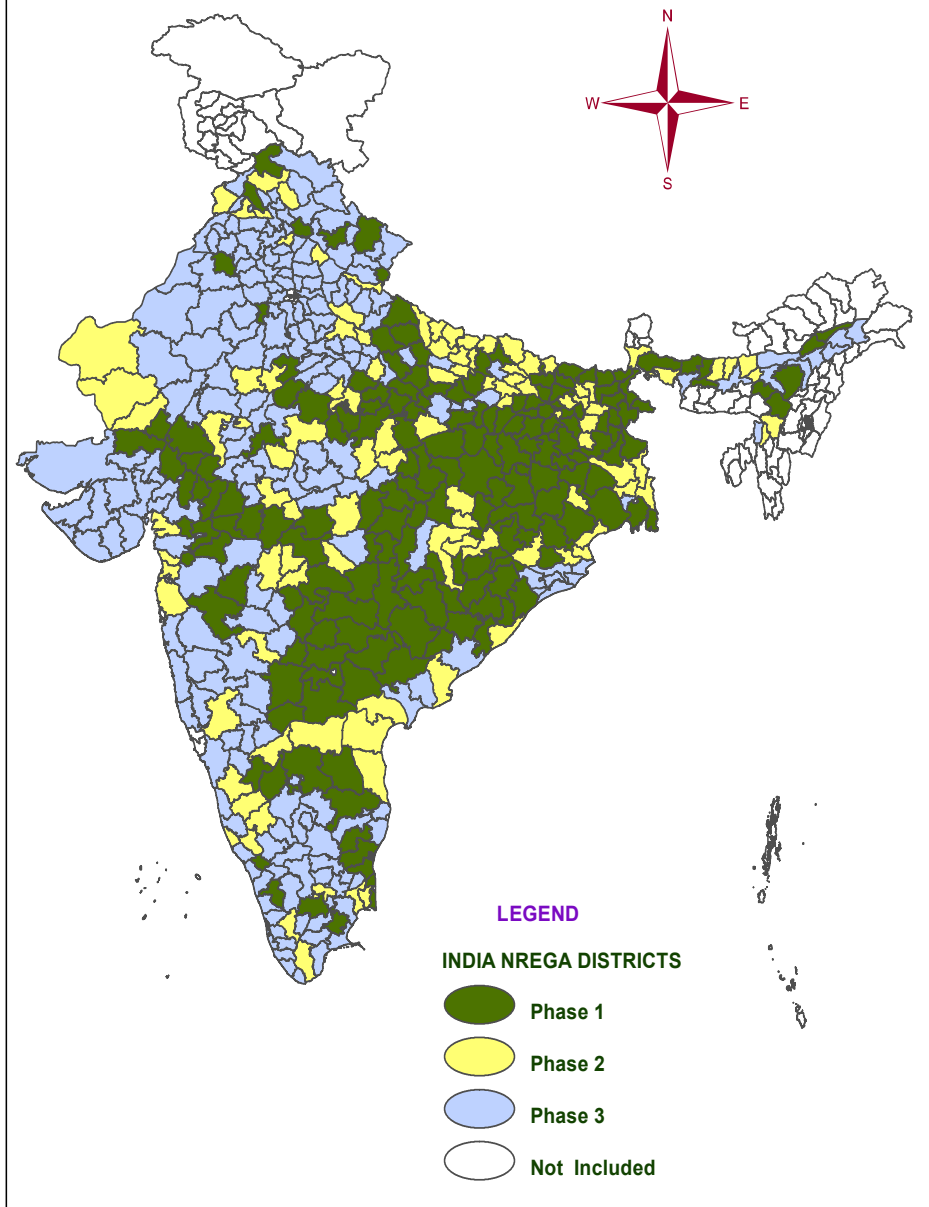 N
W E
S
LEGEND
INDIA NREGA DISTRICTS
Phase 1
Phase 2
Phase 3
Not Included